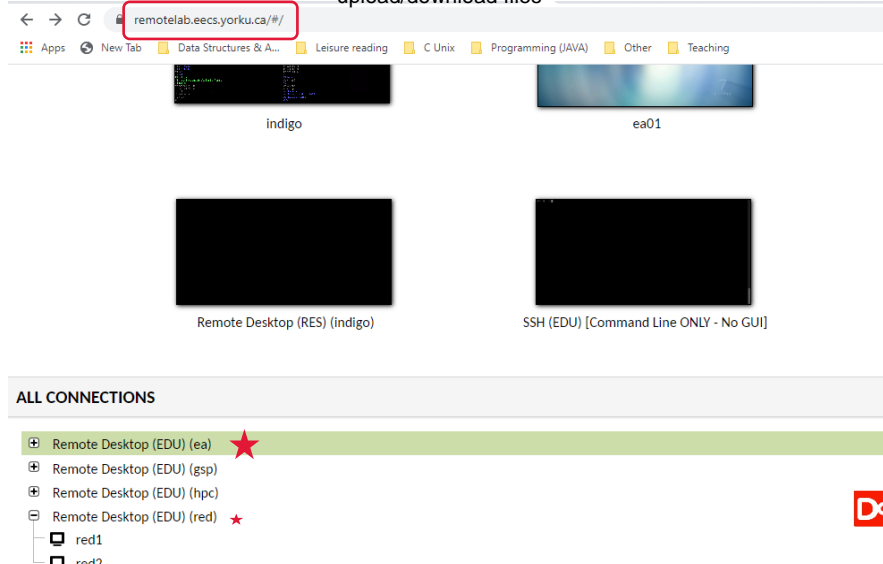 upload/download files
remotelab.eecs.yorku.ca/#/
Apps New Tab Data Structures & A... Leisure reading C Unix Programming (JAVA) Other Teaching
indigo ea01
Remote Desktop (RES) (indigo) SSH (EDU) [Command Line ONLY - No GUI]
ALL CONNECTIONS
Remote Desktop (EDU) (ea)
Remote Desktop (EDU) (gsp)
Remote Desktop (EDU) (hpc)
Remote Desktop (EDU) (red)
red1
red2